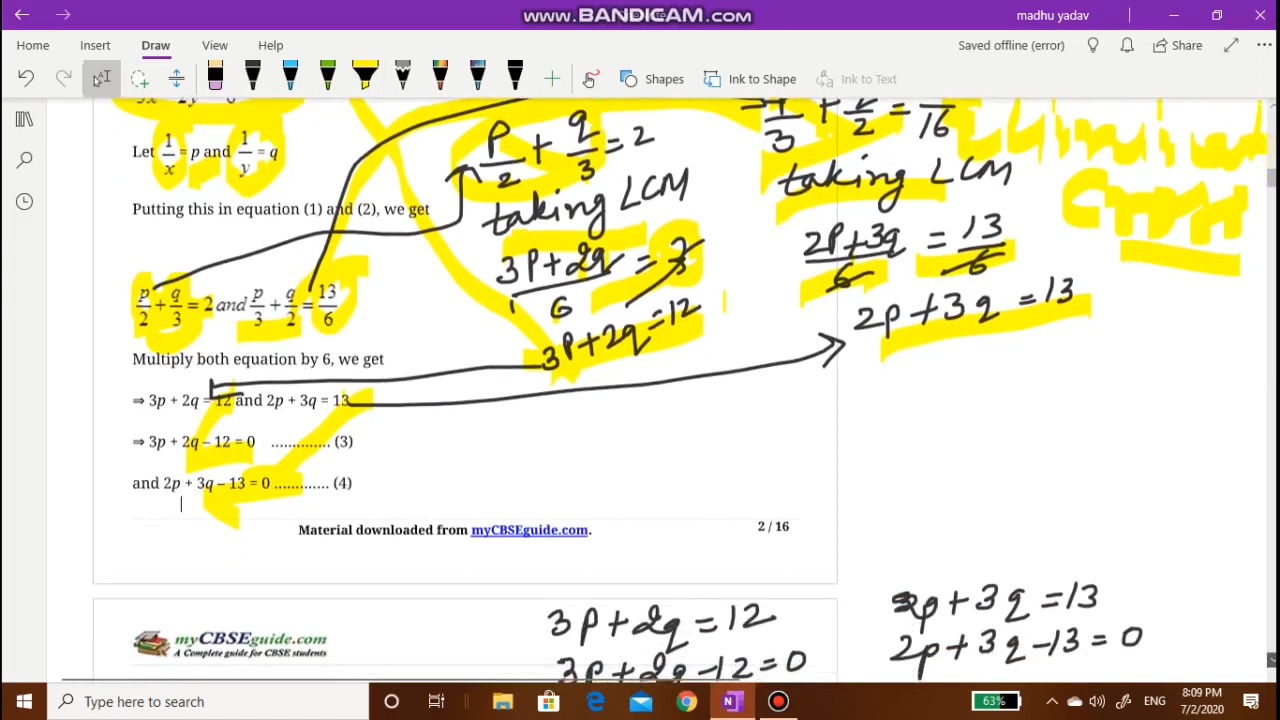 www.BANDICAM.com
madhu yadav
Home Insert Draw View Help
Saved offline (error) Share
Shapes Ink to Shape Ink to Text
Let 1/x = p and 1/y = q
Putting this in equation (1) and (2), we get
p/2 + q/3 = 2 and p/3 + q/2 = 13/6
Multiply both equation by 6, we get
⇒ 3p + 2q = 12 and 2p + 3q = 13
⇒ 3p + 2q – 12 = 0 .............. (3)
and 2p + 3q – 13 = 0 ............. (4)
Material downloaded from myCBSEguide.com.
2 / 16
p/2 + q/3 = 2
taking LCM
3p+2q/6 = 2
3p+2q=12
taking LCM
2p+3q/6 = 13/6
2p+3q=13
myCBSEguide.com
A Complete guide for CBSE students
3p+2q=12
3p+2q-12=0
2p+3q=13
2p+3q-13=0
Type here to search
63%
ENG
8:09 PM
7/2/2020